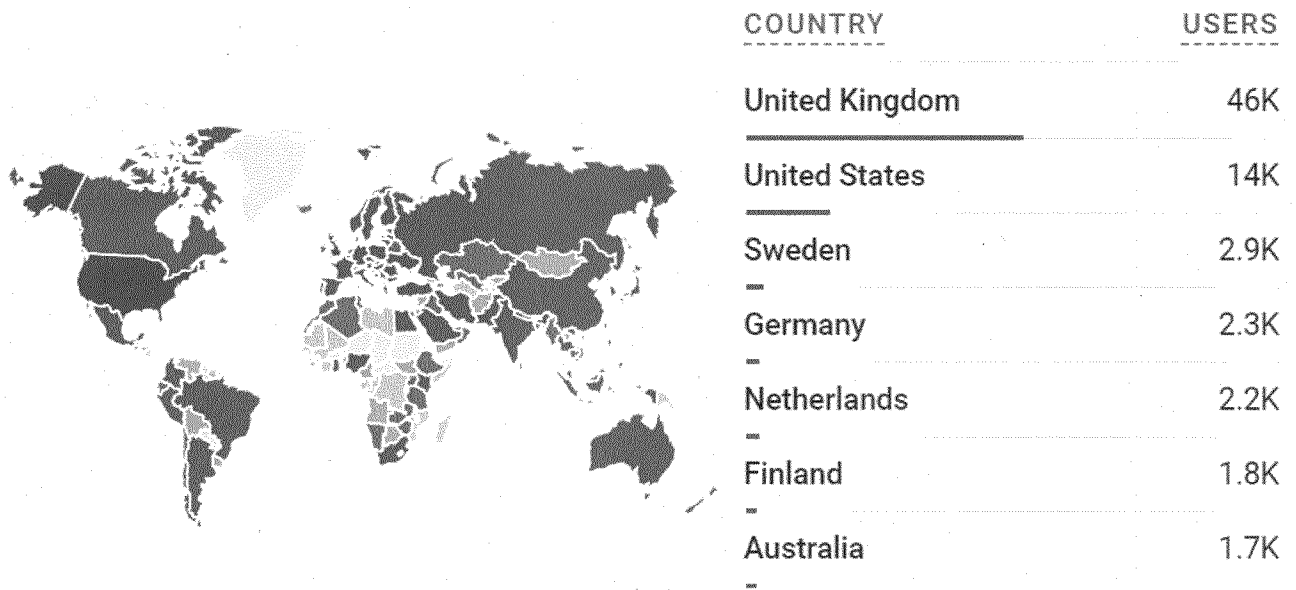 COUNTRY USERS
United Kingdom 46K
United States 14K
Sweden 2.9K
Germany 2.3K
Netherlands 2.2K
Finland 1.8K
Australia 1.7K